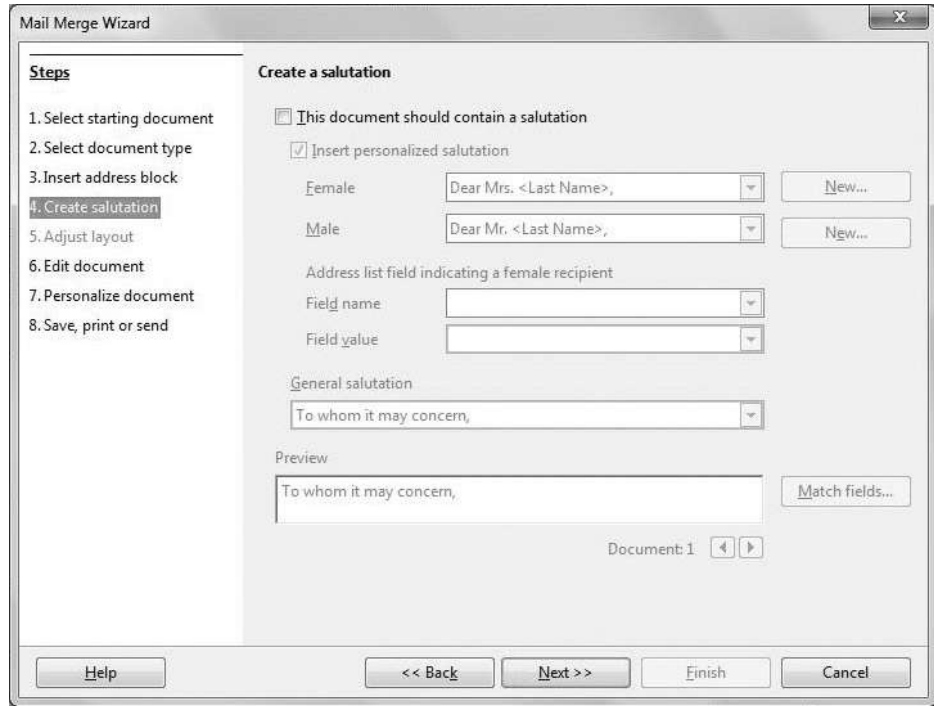 Mail Merge Wizard
X
Steps
1. Select starting document
2. Select document type
3. Insert address block
4. Create salutation
5. Adjust layout
6. Edit document
7. Personalize document
8. Save, print or send
Create a salutation
This document should contain a salutation
Insert personalized salutation
Female Dear Mrs. <Last Name>, New...
Male Dear Mr. <Last Name>, New...
Address list field indicating a female recipient
Field name
Field value
General salutation
To whom it may concern,
Preview
To whom it may concern,
Match fields...
Document: 1
Help << Back Next >> Finish Cancel